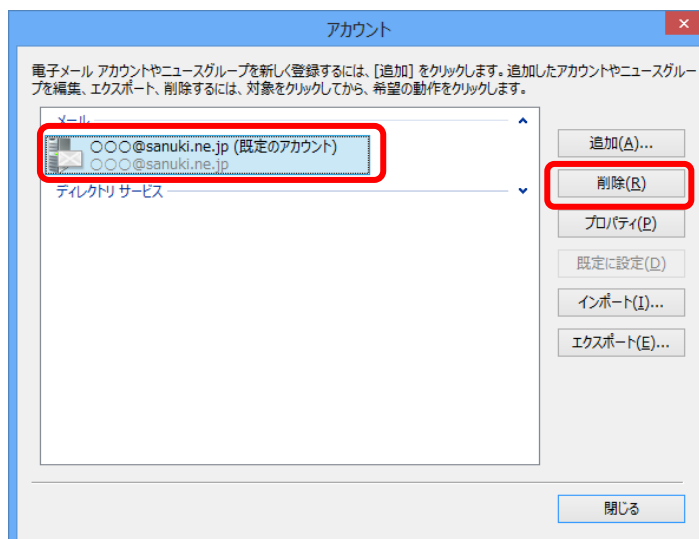 アカウント
電子メール アカウントやニュースグループを新しく登録するには、[追加] をクリックします。追加したアカウントやニュースグルー
プを編集、エクスポート、削除するには、対象をクリックしてから、希望の動作をクリックします。
メール
○○○@sanuki.ne.jp (既定のアカウント)
○○○@sanuki.ne.jp
ディレクトリ サービス
追加(A)...
削除(R)
プロパティ(P)
既定に設定(D)
インポート(I)...
エクスポート(E)...
閉じる